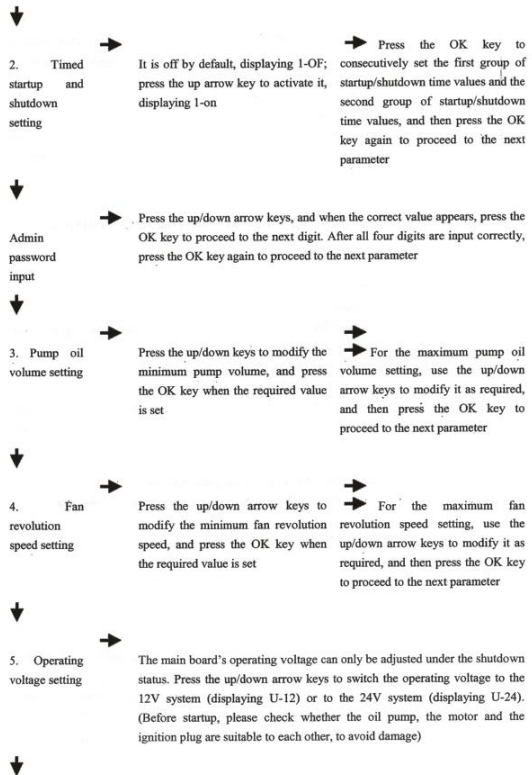 2. Timed
startup and
shutdown
setting
It is off by default, displaying 1-OF;
press the up arrow key to activate it,
displaying 1-on
Press the OK key to
consecutively set the first group of
startup/shutdown time values and the
second group of startup/shutdown
time values, and then press the OK
key again to proceed to the next
parameter
Admin
password
input
Press the up/down arrow keys, and when the correct value appears, press the
OK key to proceed to the next digit. After all four digits are input correctly,
press the OK key again to proceed to the next parameter
3. Pump oil
volume setting
Press the up/down keys to modify the
minimum pump volume, and press
the OK key when the required value
is set
For the maximum pump oil
volume setting, use the up/down
arrow keys to modify it as required,
and then press the OK key to
proceed to the next parameter
4. Fan
revolution
speed setting
Press the up/down arrow keys to
modify the minimum fan revolution
speed, and press the OK key when
the required value is set
For the maximum fan
revolution speed setting, use the
up/down arrow keys to modify it as
required, and then press the OK key
to proceed to the next parameter
5. Operating
voltage setting
The main board's operating voltage can only be adjusted under the shutdown
status. Press the up/down arrow keys to switch the operating voltage to the
12V system (displaying U-12) or to the 24V system (displaying U-24).
(Before startup, please check whether the oil pump, the motor and the
ignition plug are suitable to each other, to avoid damage)